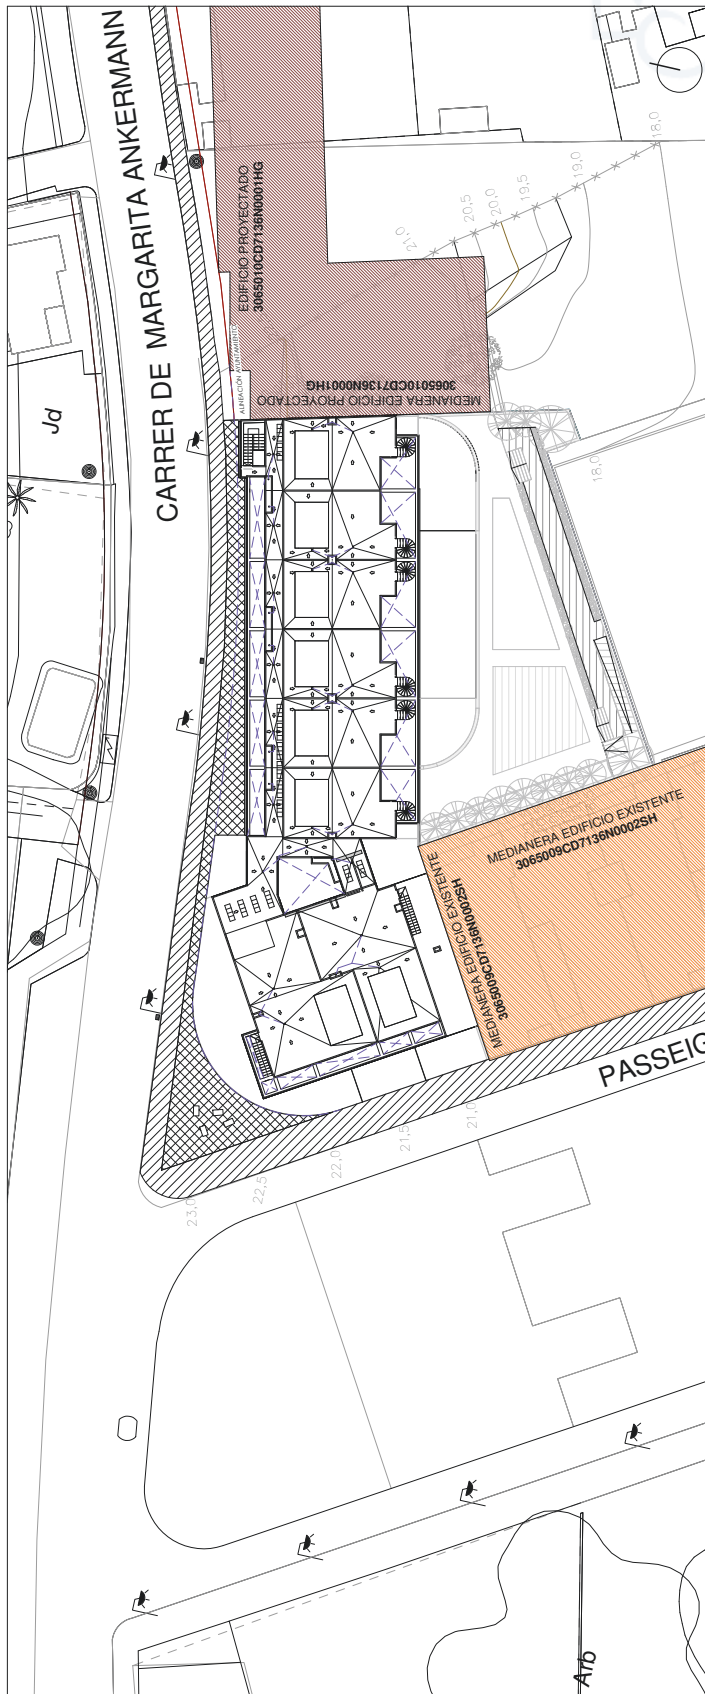 CARRER DE MARGARITA ANKERMANN
EDIFICIO PROYECTADO
3065010CD7136N0001HG
ALINEACIÓN AYUNTAMIENTO
MEDIANERA EDIFICIO PROYECTADO
3065010CD7136N0001HG
Jd
18,0
19,0
19,5
20,0
20,5
21,0
18,0
MEDIANERA EDIFICIO EXISTENTE
3065009CD7136N0002SH
MEDIANERA EDIFICIO EXISTENTE
3065009CD7136N0002SH
PASSEIG
21,0
21,5
22,0
22,5
23,0
Arb